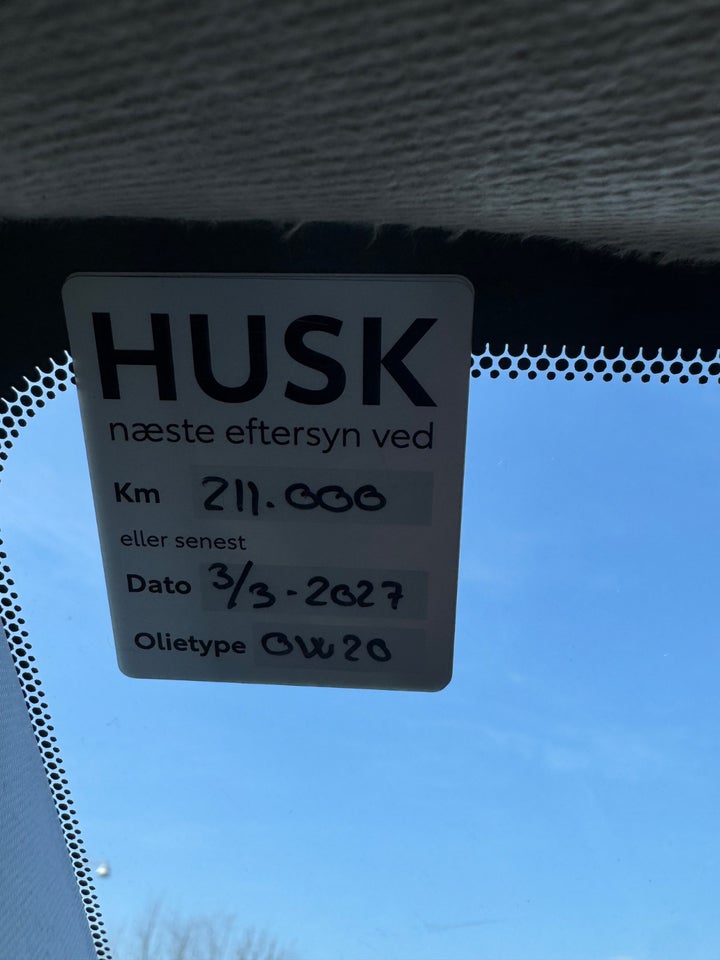 HUSK
næste eftersyn ved
Km 211.000
eller senest
Dato 3/3-2027
Olietype 0W20